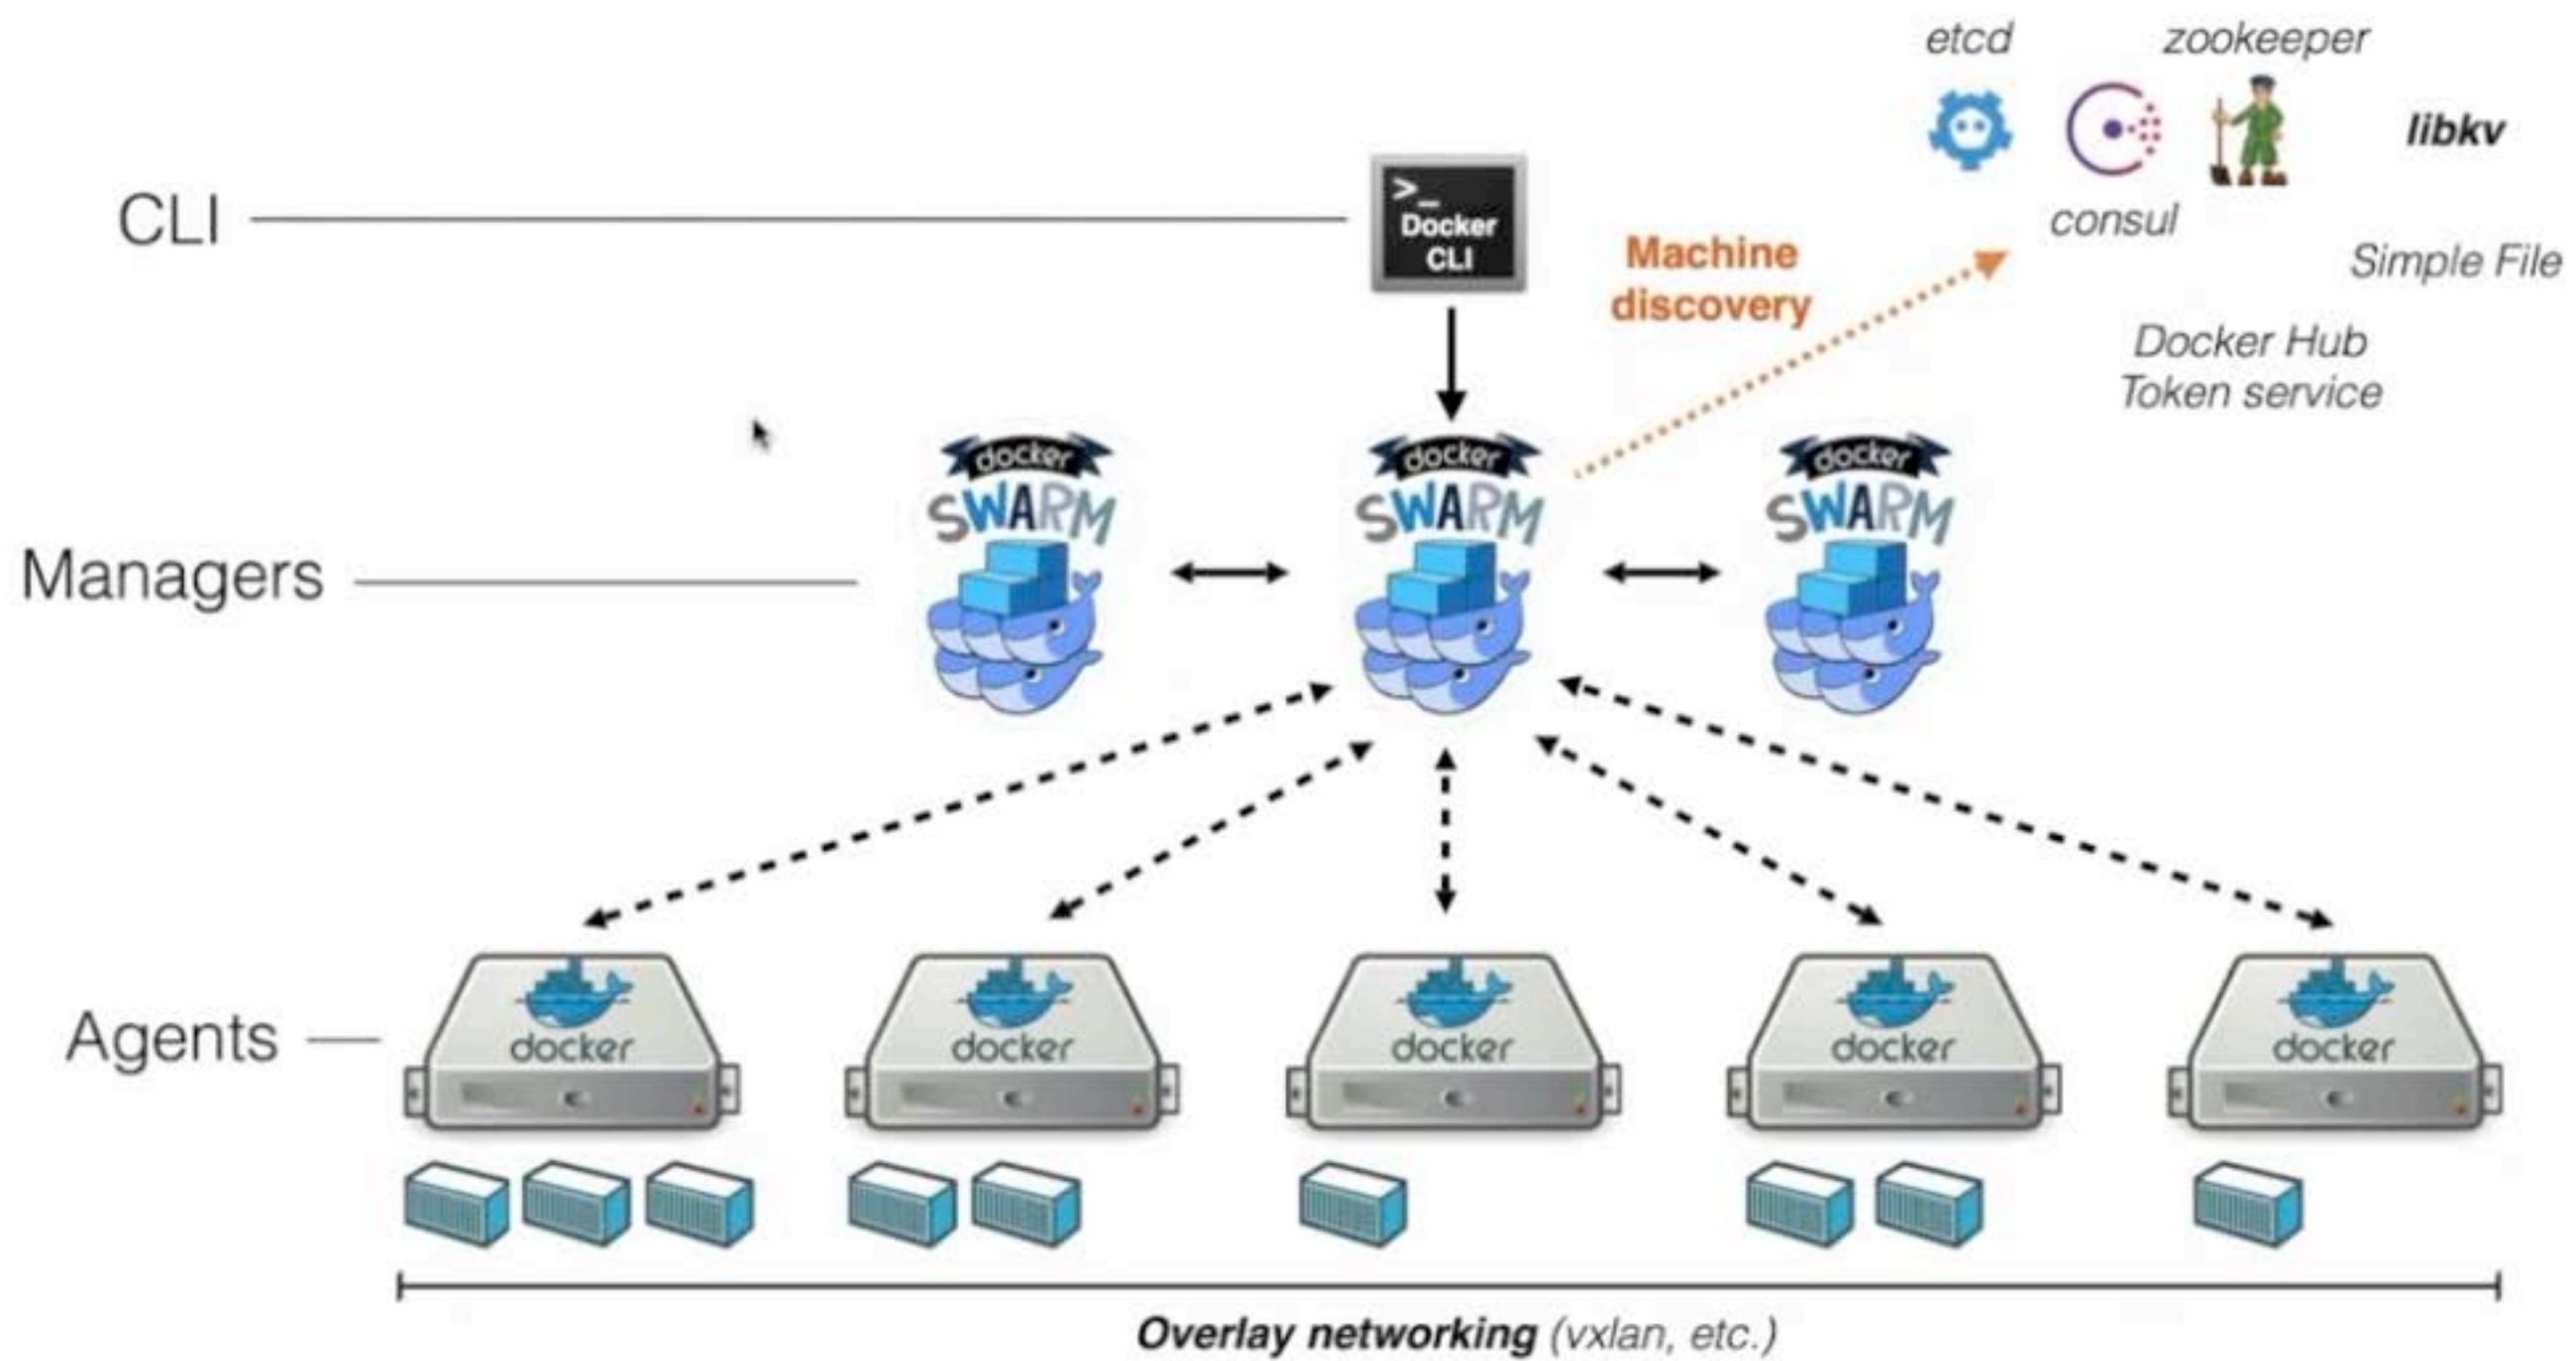 etcd
zookeeper
libkv
consul
Simple File
Docker Hub
Token service
CLI
>_
Docker
CLI
Machine
discovery
Managers
docker
SWARM
docker
SWARM
docker
SWARM
Agents
docker
docker
docker
docker
docker
Overlay networking (vxlan, etc.)